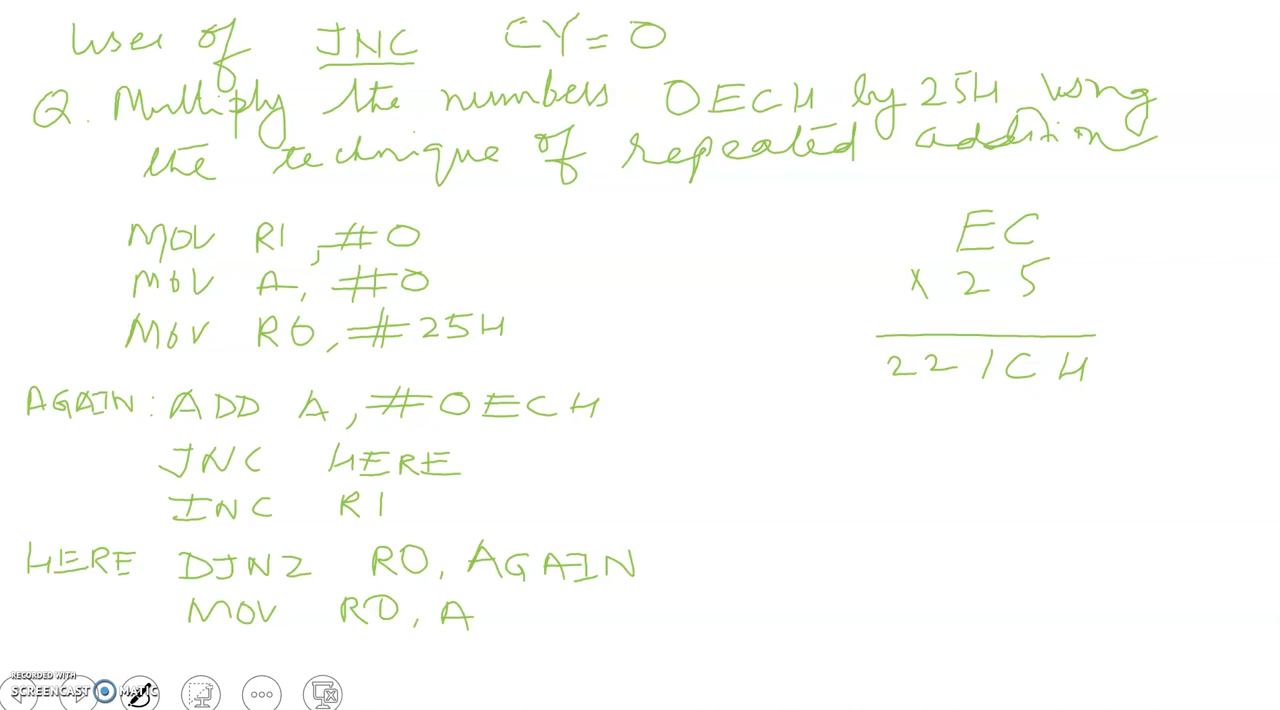 Uses of JNC CY = 0
Q. Multiply the numbers 0ECH by 25H using
the technique of repeated addition
MOV R1, #0
MOV A, #0
MOV R0, #25H
AGAIN: ADD A, #0ECH
JNC HERE
INC R1
HERE DJNZ R0, AGAIN
MOV R0, A
EC
x 25
221CH
RECORDED WITH
SCREENCAST MATIC